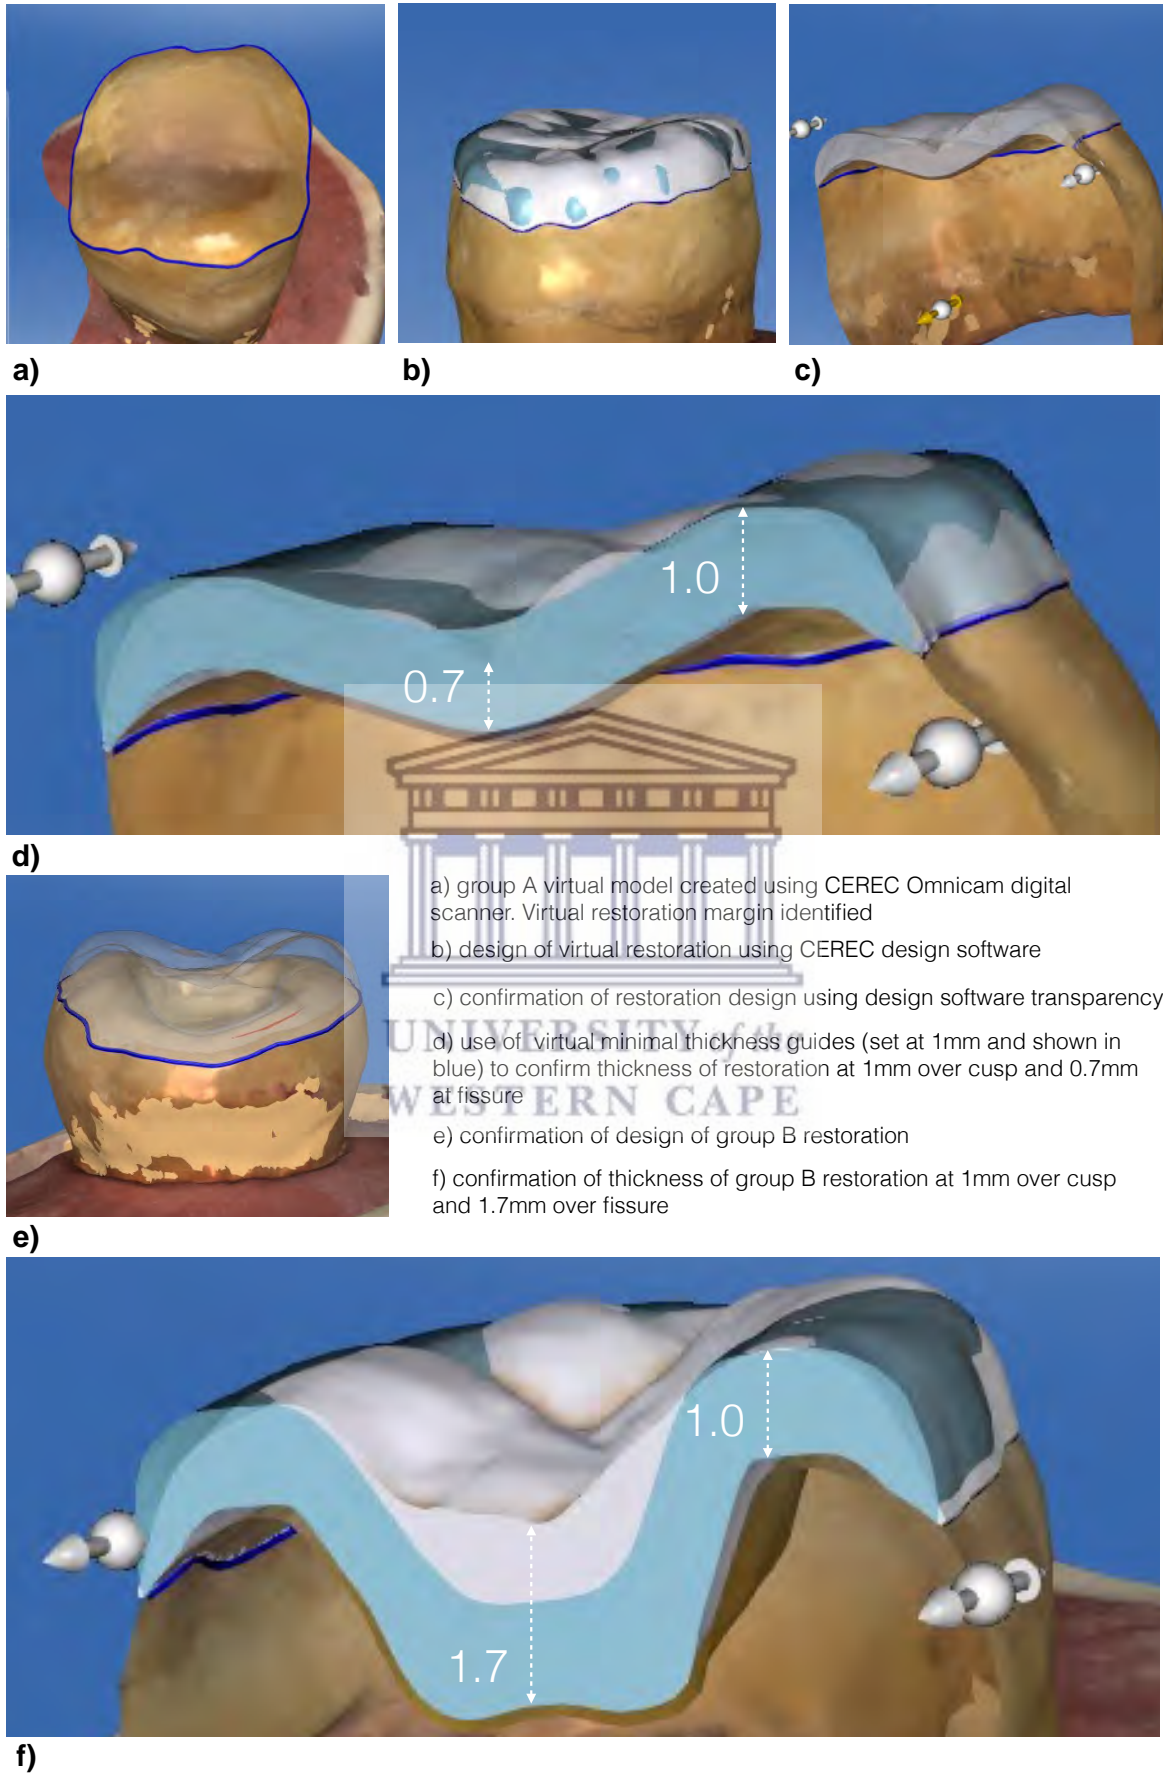 a)
b)
c)
1.0
0.7
d)
a) group A virtual model created using CEREC Omnicam digital
scanner. Virtual restoration margin identified
b) design of virtual restoration using CEREC design software
c) confirmation of restoration design using design software transparency
d) use of virtual minimal thickness guides (set at 1mm and shown in
blue) to confirm thickness of restoration at 1mm over cusp and 0.7mm
at fissure
e) confirmation of design of group B restoration
f) confirmation of thickness of group B restoration at 1mm over cusp
and 1.7mm over fissure
UNIVERSITY of the
WESTERN CAPE
e)
1.0
1.7
f)